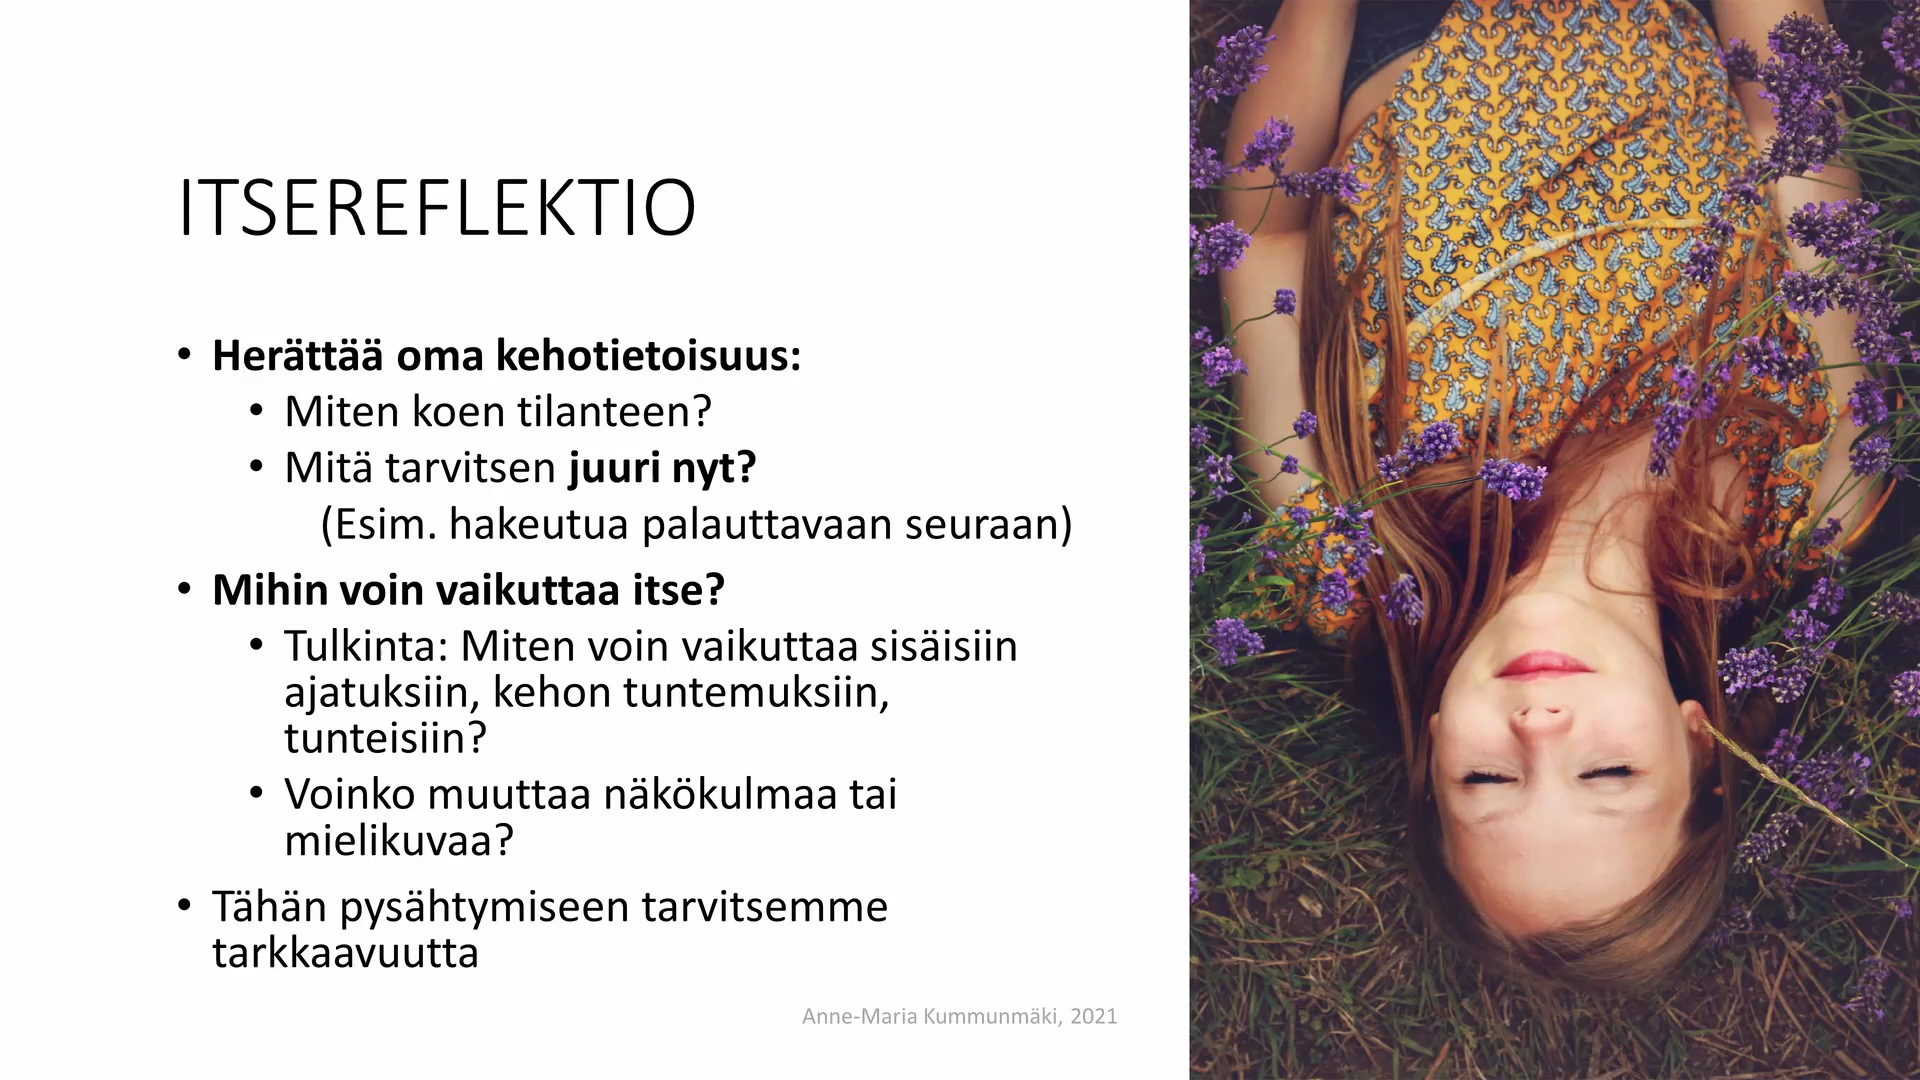 ITSEREFLEKTIO
• Herättää oma kehotietoisuus:
• Miten koen tilanteen?
• Mitä tarvitsen juuri nyt?
(Esim. hakeutua palauttavaan seuraan)
• Mihin voin vaikuttaa itse?
• Tulkinta: Miten voin vaikuttaa sisäisiin
ajatuksiin, kehon tuntemuksiin,
tunteisiin?
• Voinko muuttaa näkökulmaa tai
mielikuvaa?
• Tähän pysähtymiseen tarvitsemme
tarkkaavuutta
Anne-Maria Kummunmäki, 2021